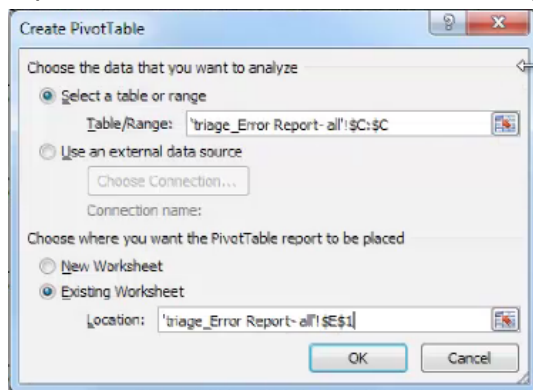 Create PivotTable
Choose the data that you want to analyze
Select a table or range
Table/Range: 'triage_Error Report- all'!$C:$C
Use an external data source
Choose Connection...
Connection name:
Choose where you want the PivotTable report to be placed
New Worksheet
Existing Worksheet
Location: 'triage_Error Report- all'!$E$1
OK Cancel